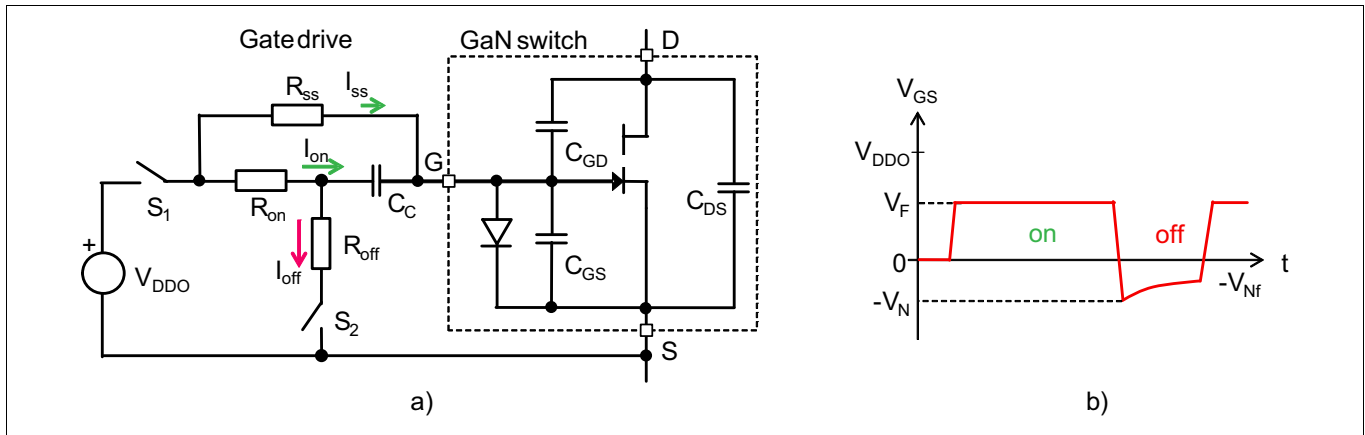 Gate drive
GaN switch
D
R_ss
I_ss
I_on
G
C_GD
S_1
R_on
C_C
C_DS
+
R_off
C_GS
V_DDO
I_off
S_2
S
a)
V_GS
V_DDO
V_F
on
off
0
t
-V_N
-V_Nf
b)